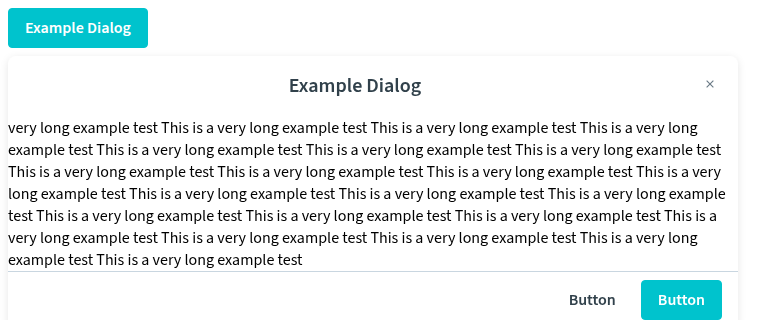 Example Dialog
Example Dialog ×
very long example test This is a very long example test This is a very long example test This is a very long
example test This is a very long example test This is a very long example test This is a very long example test
This is a very long example test This is a very long example test This is a very long example test This is a very
long example test This is a very long example test This is a very long example test This is a very long example
test This is a very long example test This is a very long example test This is a very long example test This is a
very long example test This is a very long example test This is a very long example test This is a very long
example test This is a very long example test
Button Button